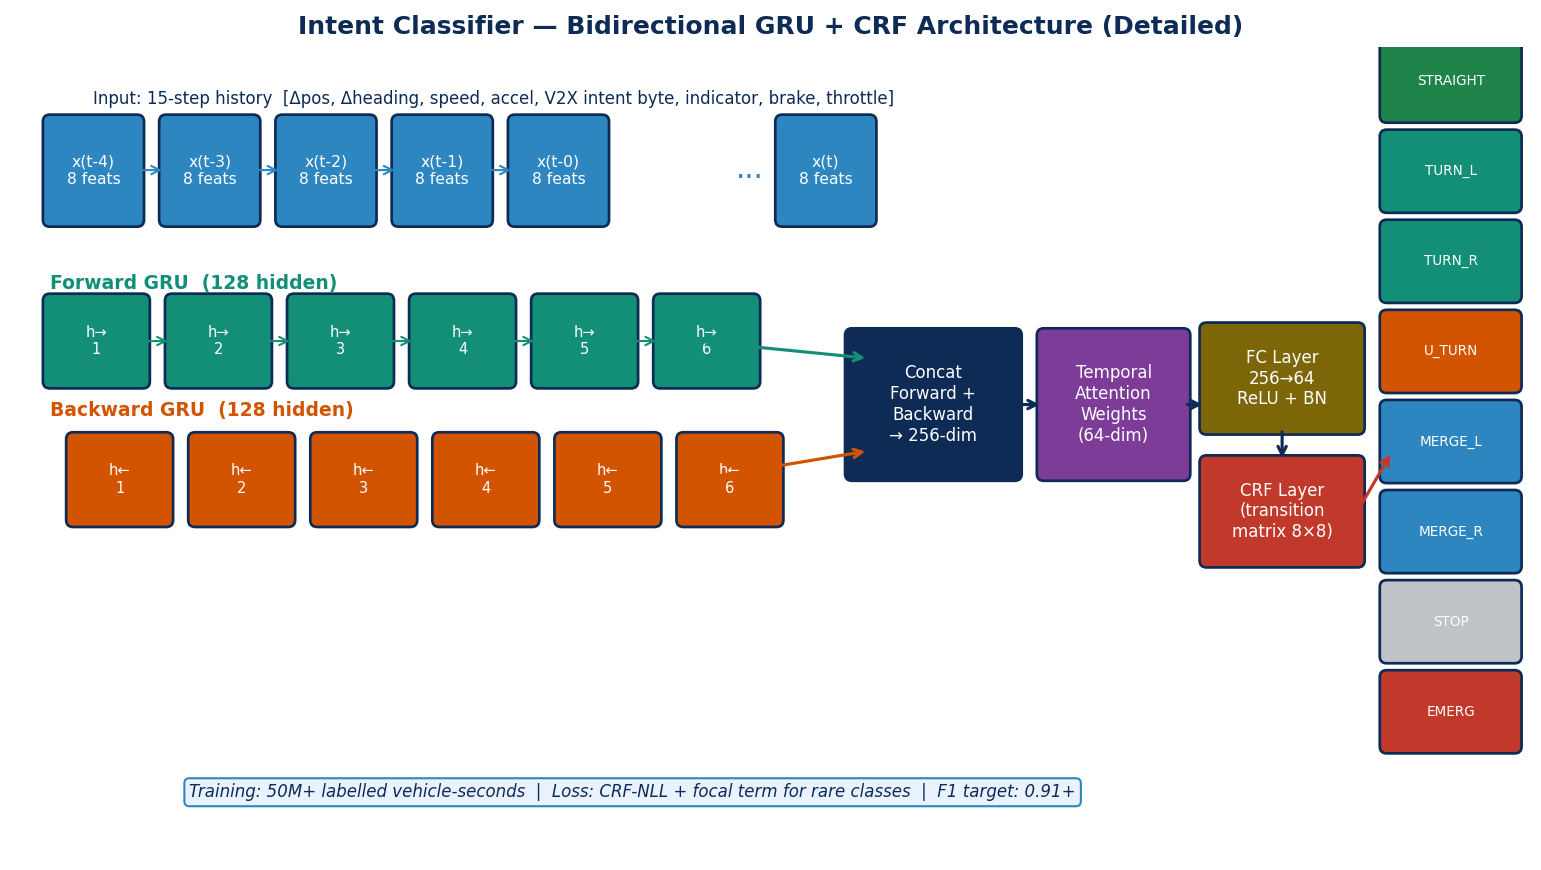 Intent Classifier — Bidirectional GRU + CRF Architecture (Detailed)
Input: 15-step history  [Δpos, Δheading, speed, accel, V2X intent byte, indicator, brake, throttle]
x(t-4)
8 feats
x(t-3)
8 feats
x(t-2)
8 feats
x(t-1)
8 feats
x(t-0)
8 feats
...
x(t)
8 feats
Forward GRU  (128 hidden)
h→
1
h→
2
h→
3
h→
4
h→
5
h→
6
Backward GRU  (128 hidden)
h←
1
h←
2
h←
3
h←
4
h←
5
h←
6
Concat
Forward +
Backward
→ 256-dim
Temporal
Attention
Weights
(64-dim)
FC Layer
256→64
ReLU + BN
CRF Layer
(transition
matrix 8×8)
STRAIGHT
TURN_L
TURN_R
U_TURN
MERGE_L
MERGE_R
STOP
EMERG
Training: 50M+ labelled vehicle-seconds  |  Loss: CRF-NLL + focal term for rare classes  |  F1 target: 0.91+